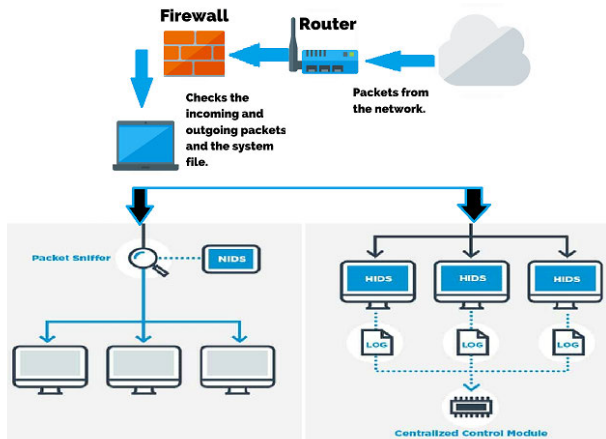 Firewall
Router
Packets from
the network.
Checks the
incoming and
outgoing packets
and the system
file.
Packet Sniffer
NIDS
HIDS
HIDS
HIDS
LOG
LOG
LOG
Centralized Control Module